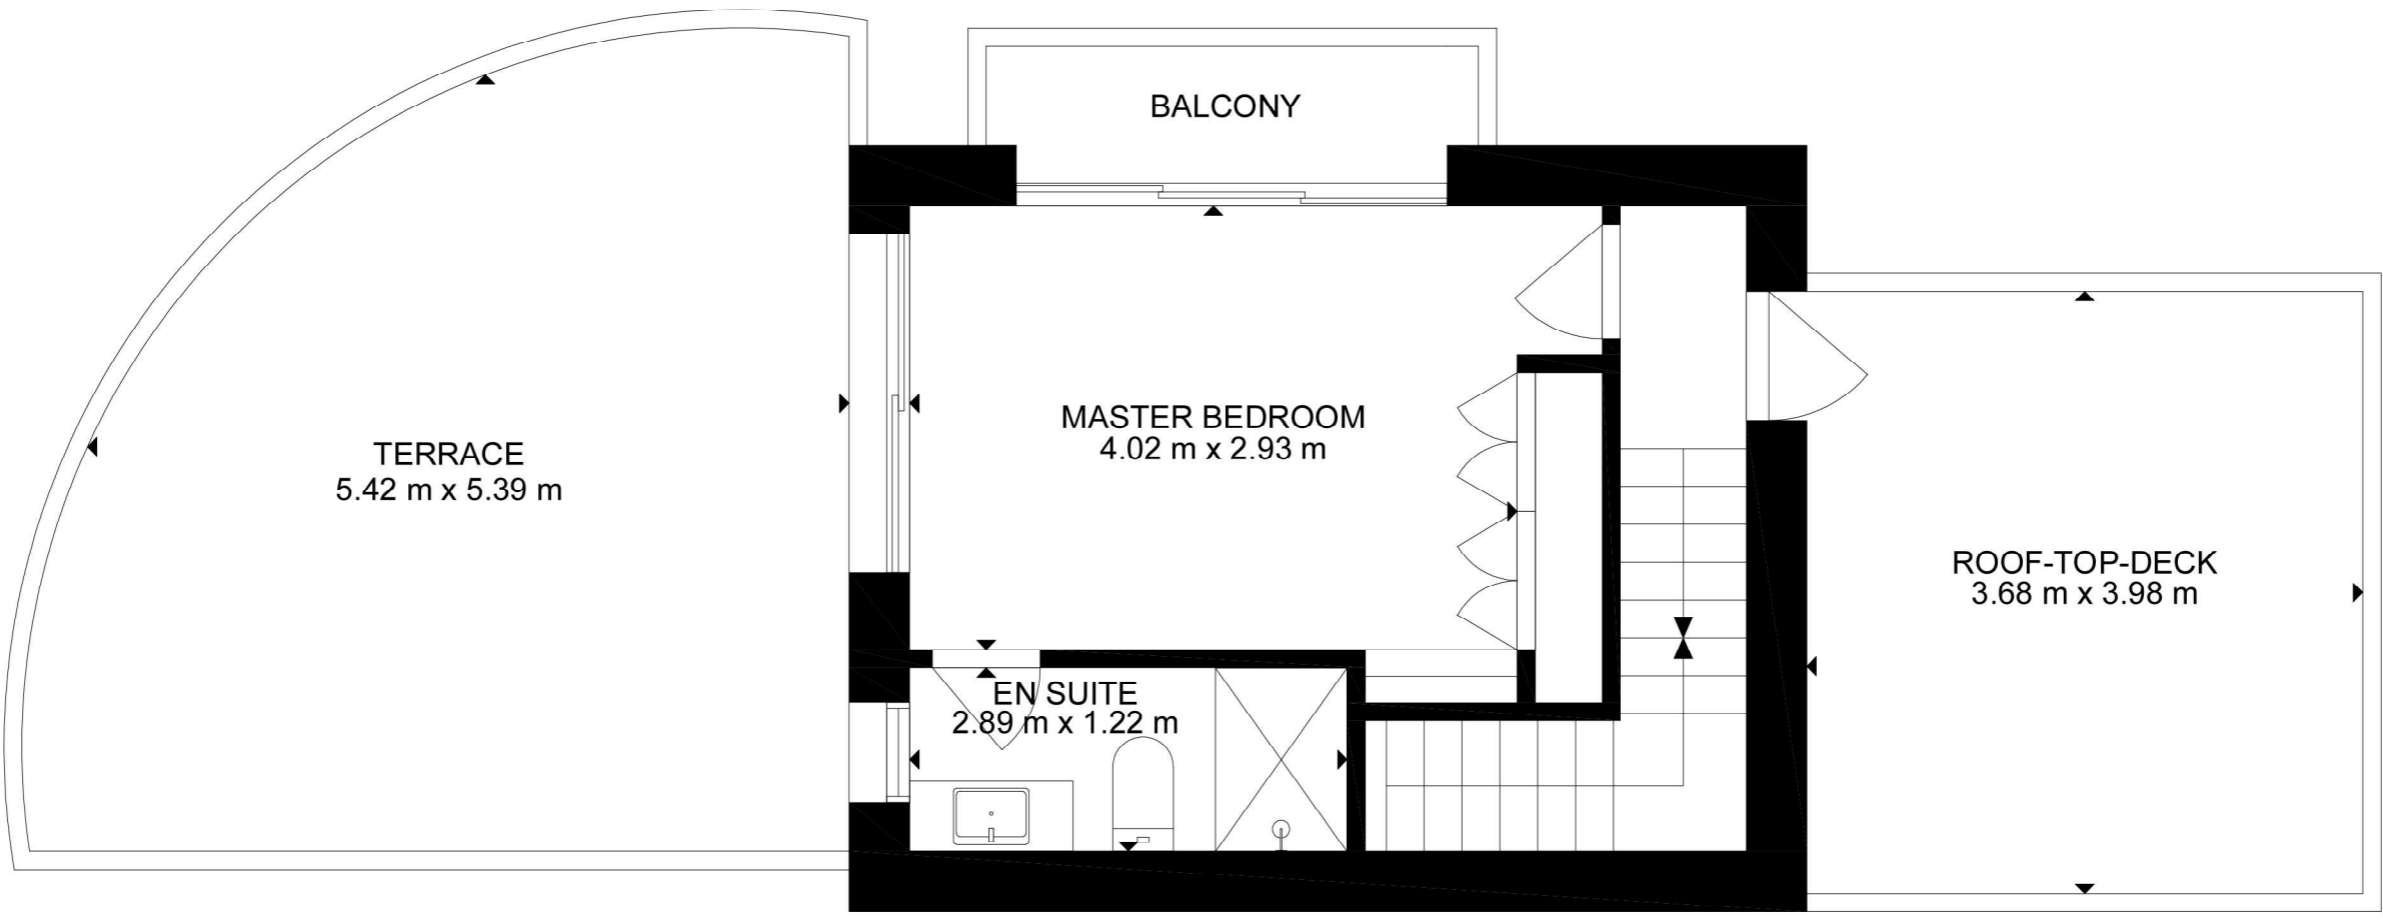 BALCONY
TERRACE
5.42 m x 5.39 m
MASTER BEDROOM
4.02 m x 2.93 m
EN SUITE
2.89 m x 1.22 m
ROOF-TOP-DECK
3.68 m x 3.98 m